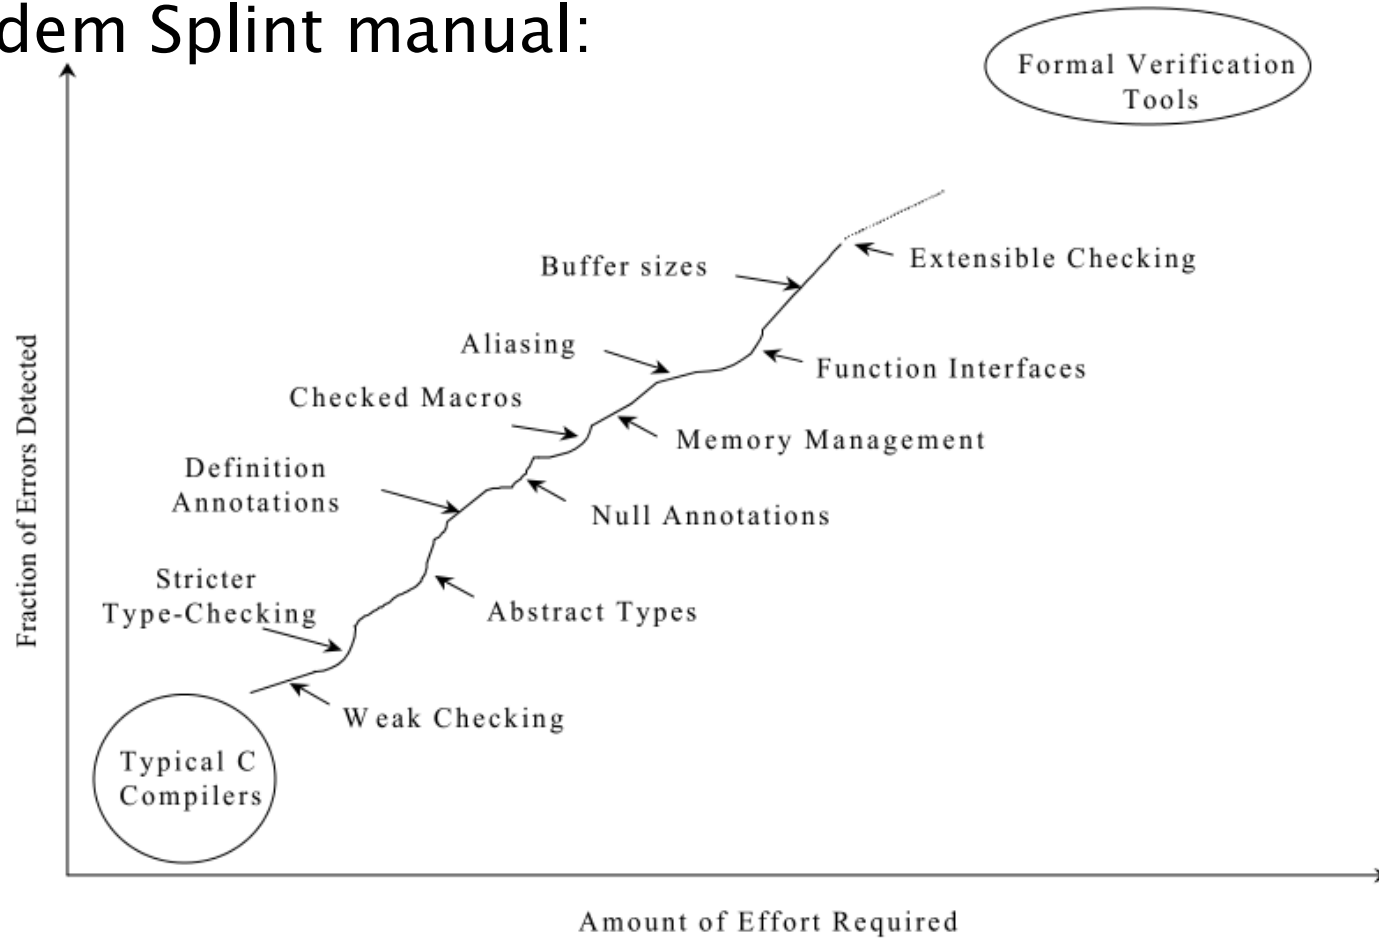 dem Splint manual:
Formal Verification
Tools
Buffer sizes
Extensible Checking
Aliasing
Function Interfaces
Checked Macros
Memory Management
Definition
Annotations
Null Annotations
Stricter
Type-Checking
Abstract Types
Weak Checking
Typical C
Compilers
Fraction of Errors Detected
Amount of Effort Required